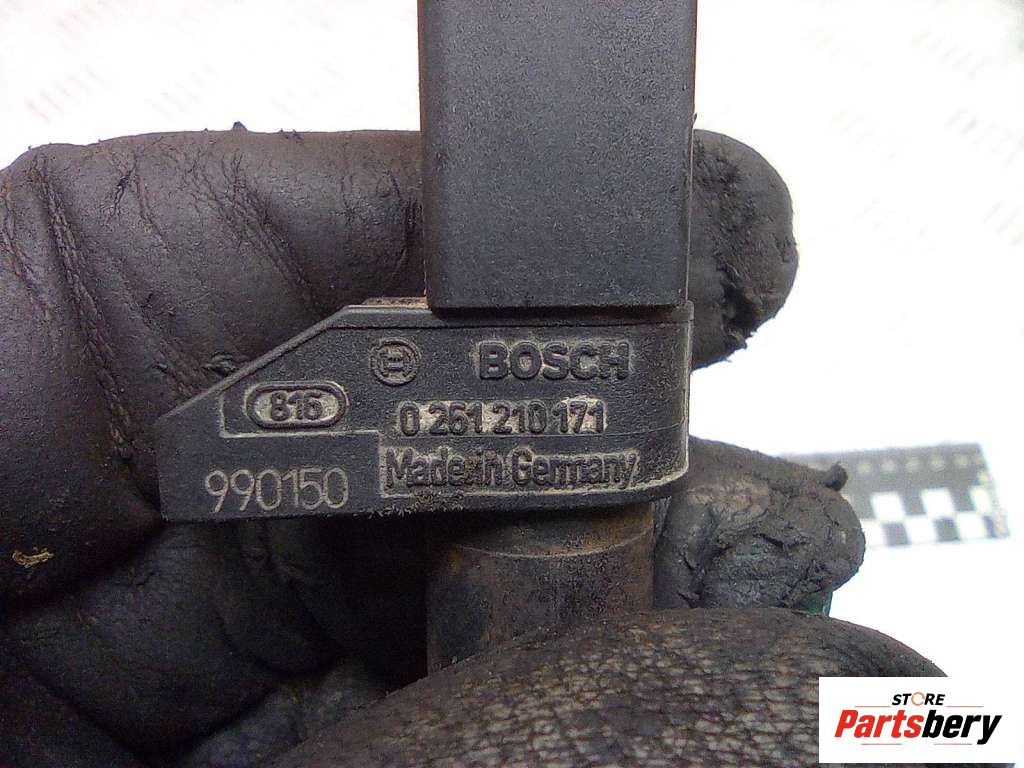 BOSCH
816
0 261 210 171
Made in Germany
990150
STORE
Partsbery